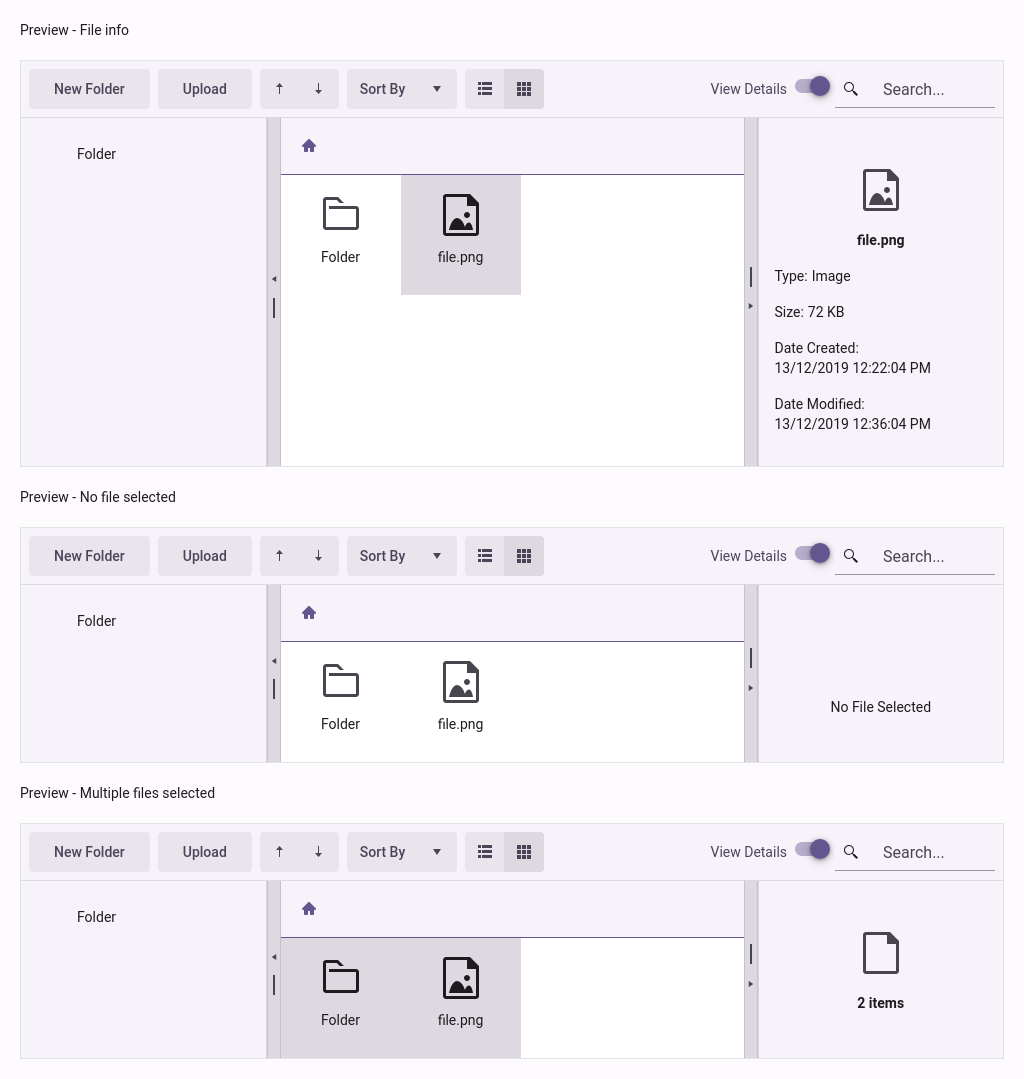 Preview - File info
New Folder Upload Sort By View Details Search...
Folder
Folder file.png
file.png
Type: Image
Size: 72 KB
Date Created:
13/12/2019 12:22:04 PM
Date Modified:
13/12/2019 12:36:04 PM
Preview - No file selected
New Folder Upload Sort By View Details Search...
Folder
Folder file.png
No File Selected
Preview - Multiple files selected
New Folder Upload Sort By View Details Search...
Folder
Folder file.png
2 items